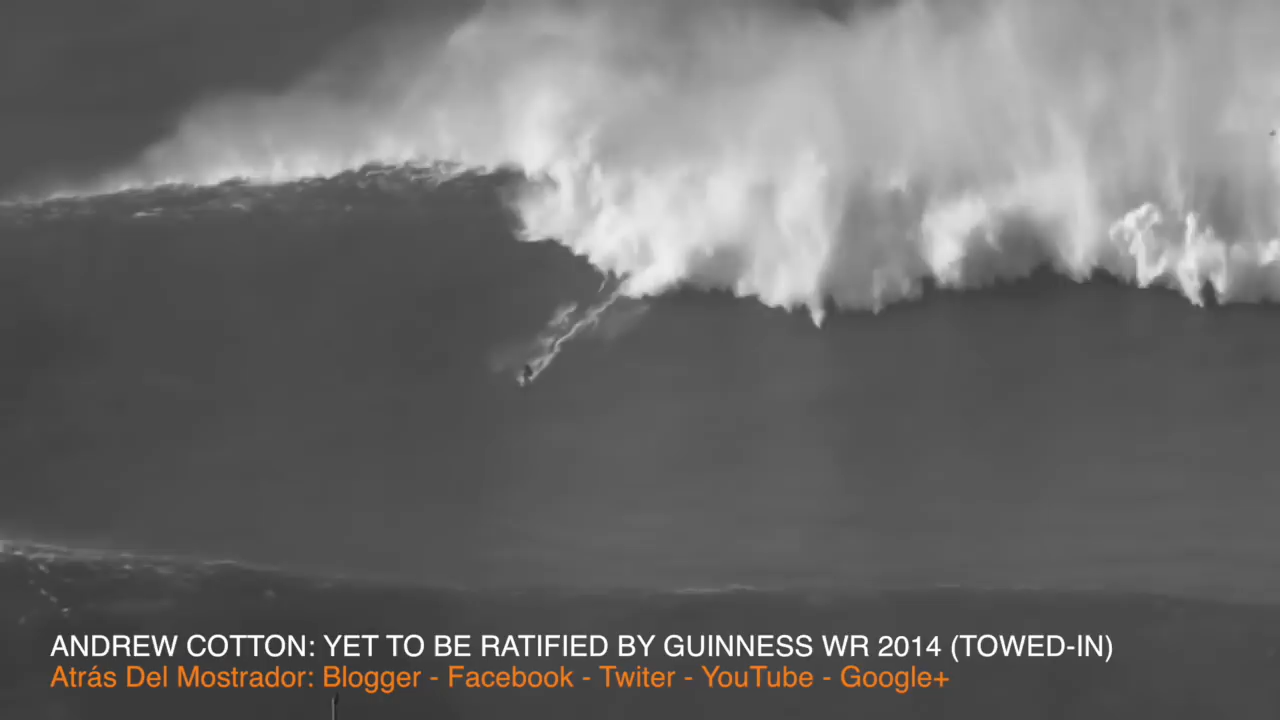 ANDREW COTTON: YET TO BE RATIFIED BY GUINNESS WR 2014 (TOWED-IN)
Atrás Del Mostrador: Blogger - Facebook - Twiter - YouTube - Google+